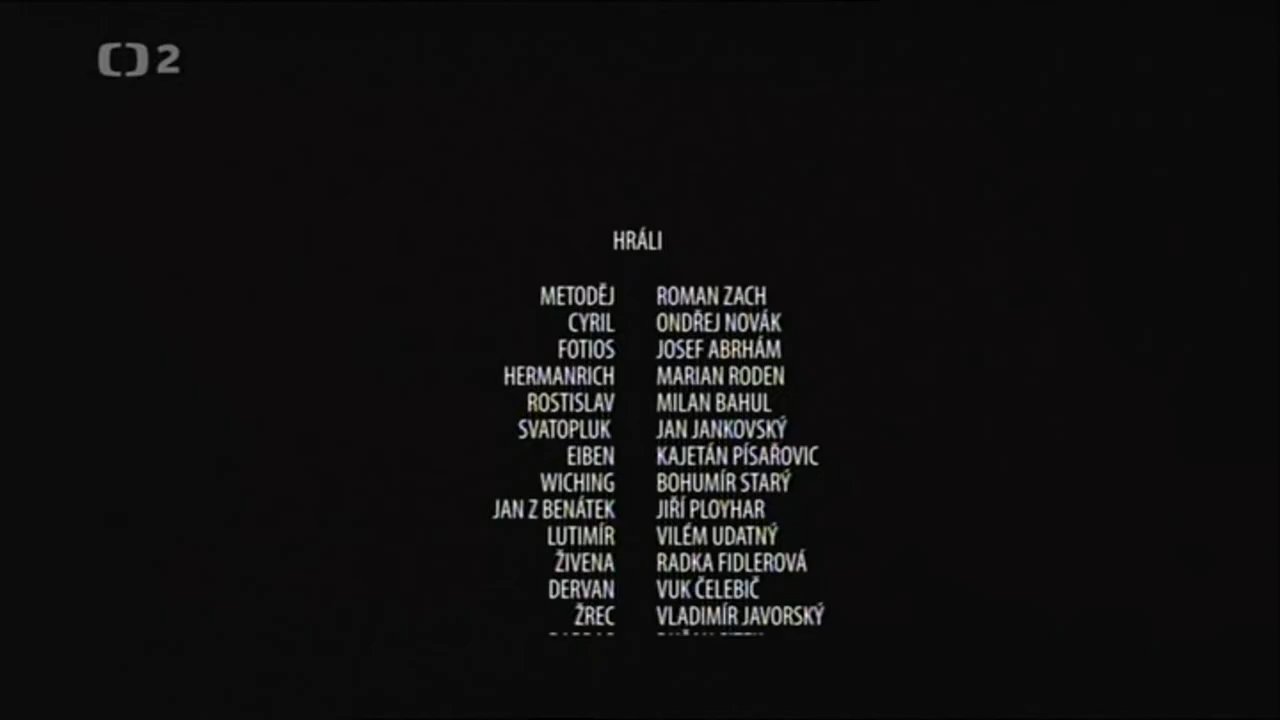 2
HRÁLI
METODĚJ ROMAN ZACH
CYRIL ONDŘEJ NOVÁK
FOTIOS JOSEF ABRHÁM
HERMANRICH MARIAN RODEN
ROSTISLAV MILAN BAHUL
SVATOPLUK JAN JANKOVSKÝ
EIBEN KAJETÁN PÍSAŘOVIC
WICHING BOHUMÍR STARÝ
JAN Z BENÁTEK JIŘÍ PLOYHAR
LUTIMÍR VILÉM UDATNÝ
ŽIVENA RADKA FIDLEROVÁ
DERVAN VUK ČELEBIČ
ŽREC VLADIMÍR JAVORSKÝ